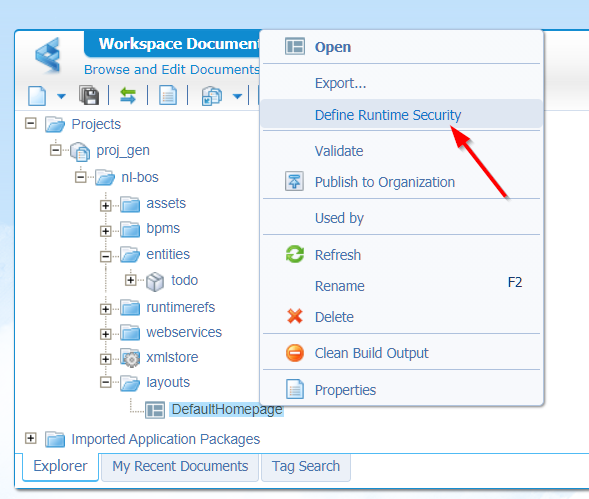 Workspace Documen
Browse and Edit Documents
Projects
proj_gen
nl-bos
assets
bpms
entities
todo
runtimerefs
webservices
xmlstore
layouts
DefaultHomepage
Imported Application Packages
Explorer
My Recent Documents
Tag Search
Open
Export...
Define Runtime Security
Validate
Publish to Organization
Used by
Refresh
Rename F2
Delete
Clean Build Output
Properties